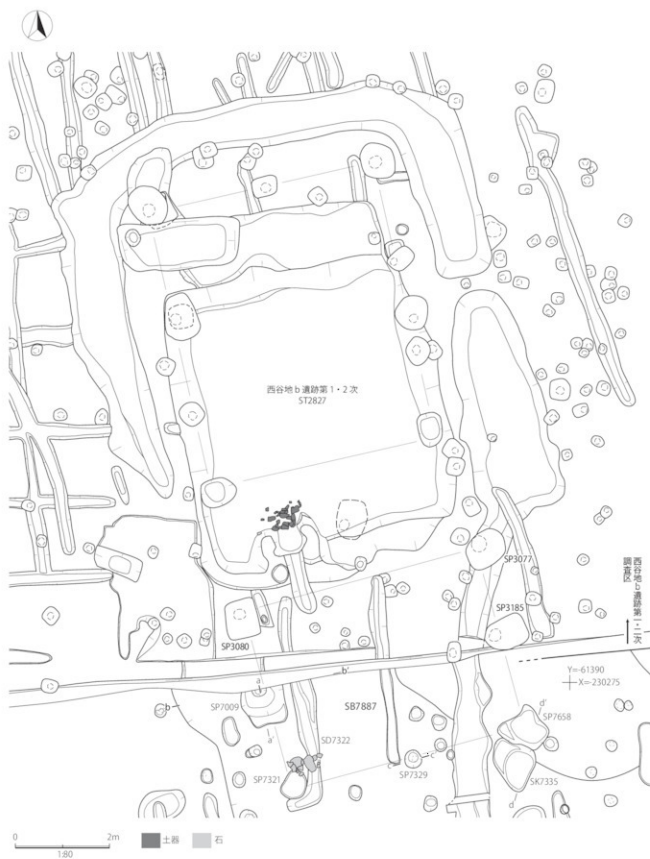 西谷地b遺跡第1・2次
ST2827
SP3077
西谷地b遺跡第一・二次
調査区
SP3185
SP3080
Y=-61390
X=-230275
a
b'
b
SP7009
SB7887
d'
SP7658
a'
SD7322
c'
c
SP7329
SP7321
SK7335
d
0
2m
1:80
土器
石